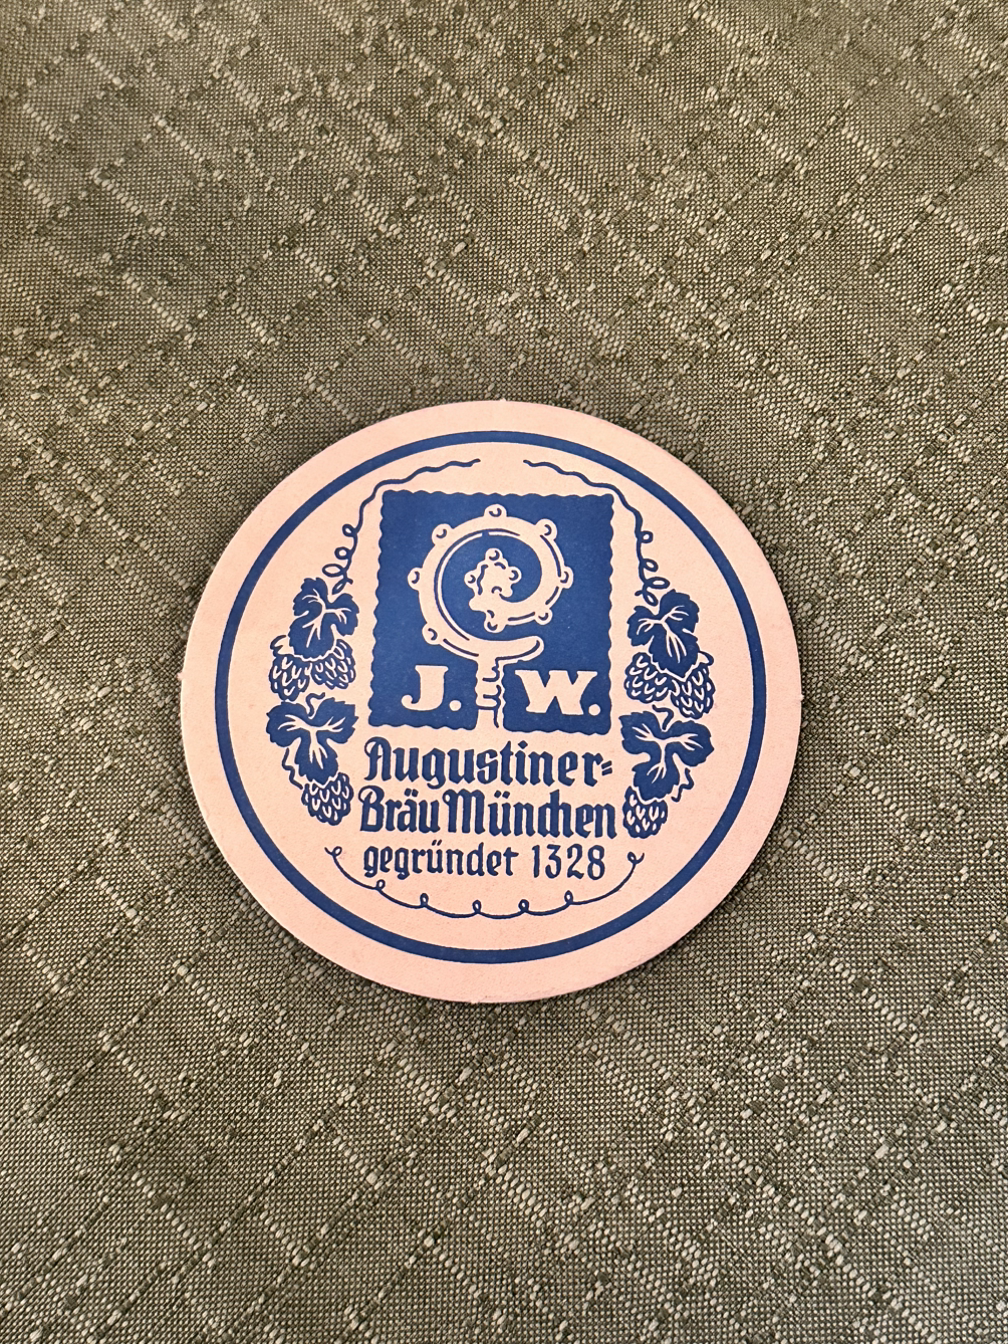 J. W.
Augustiner-
Bräu München
gegründet 1328